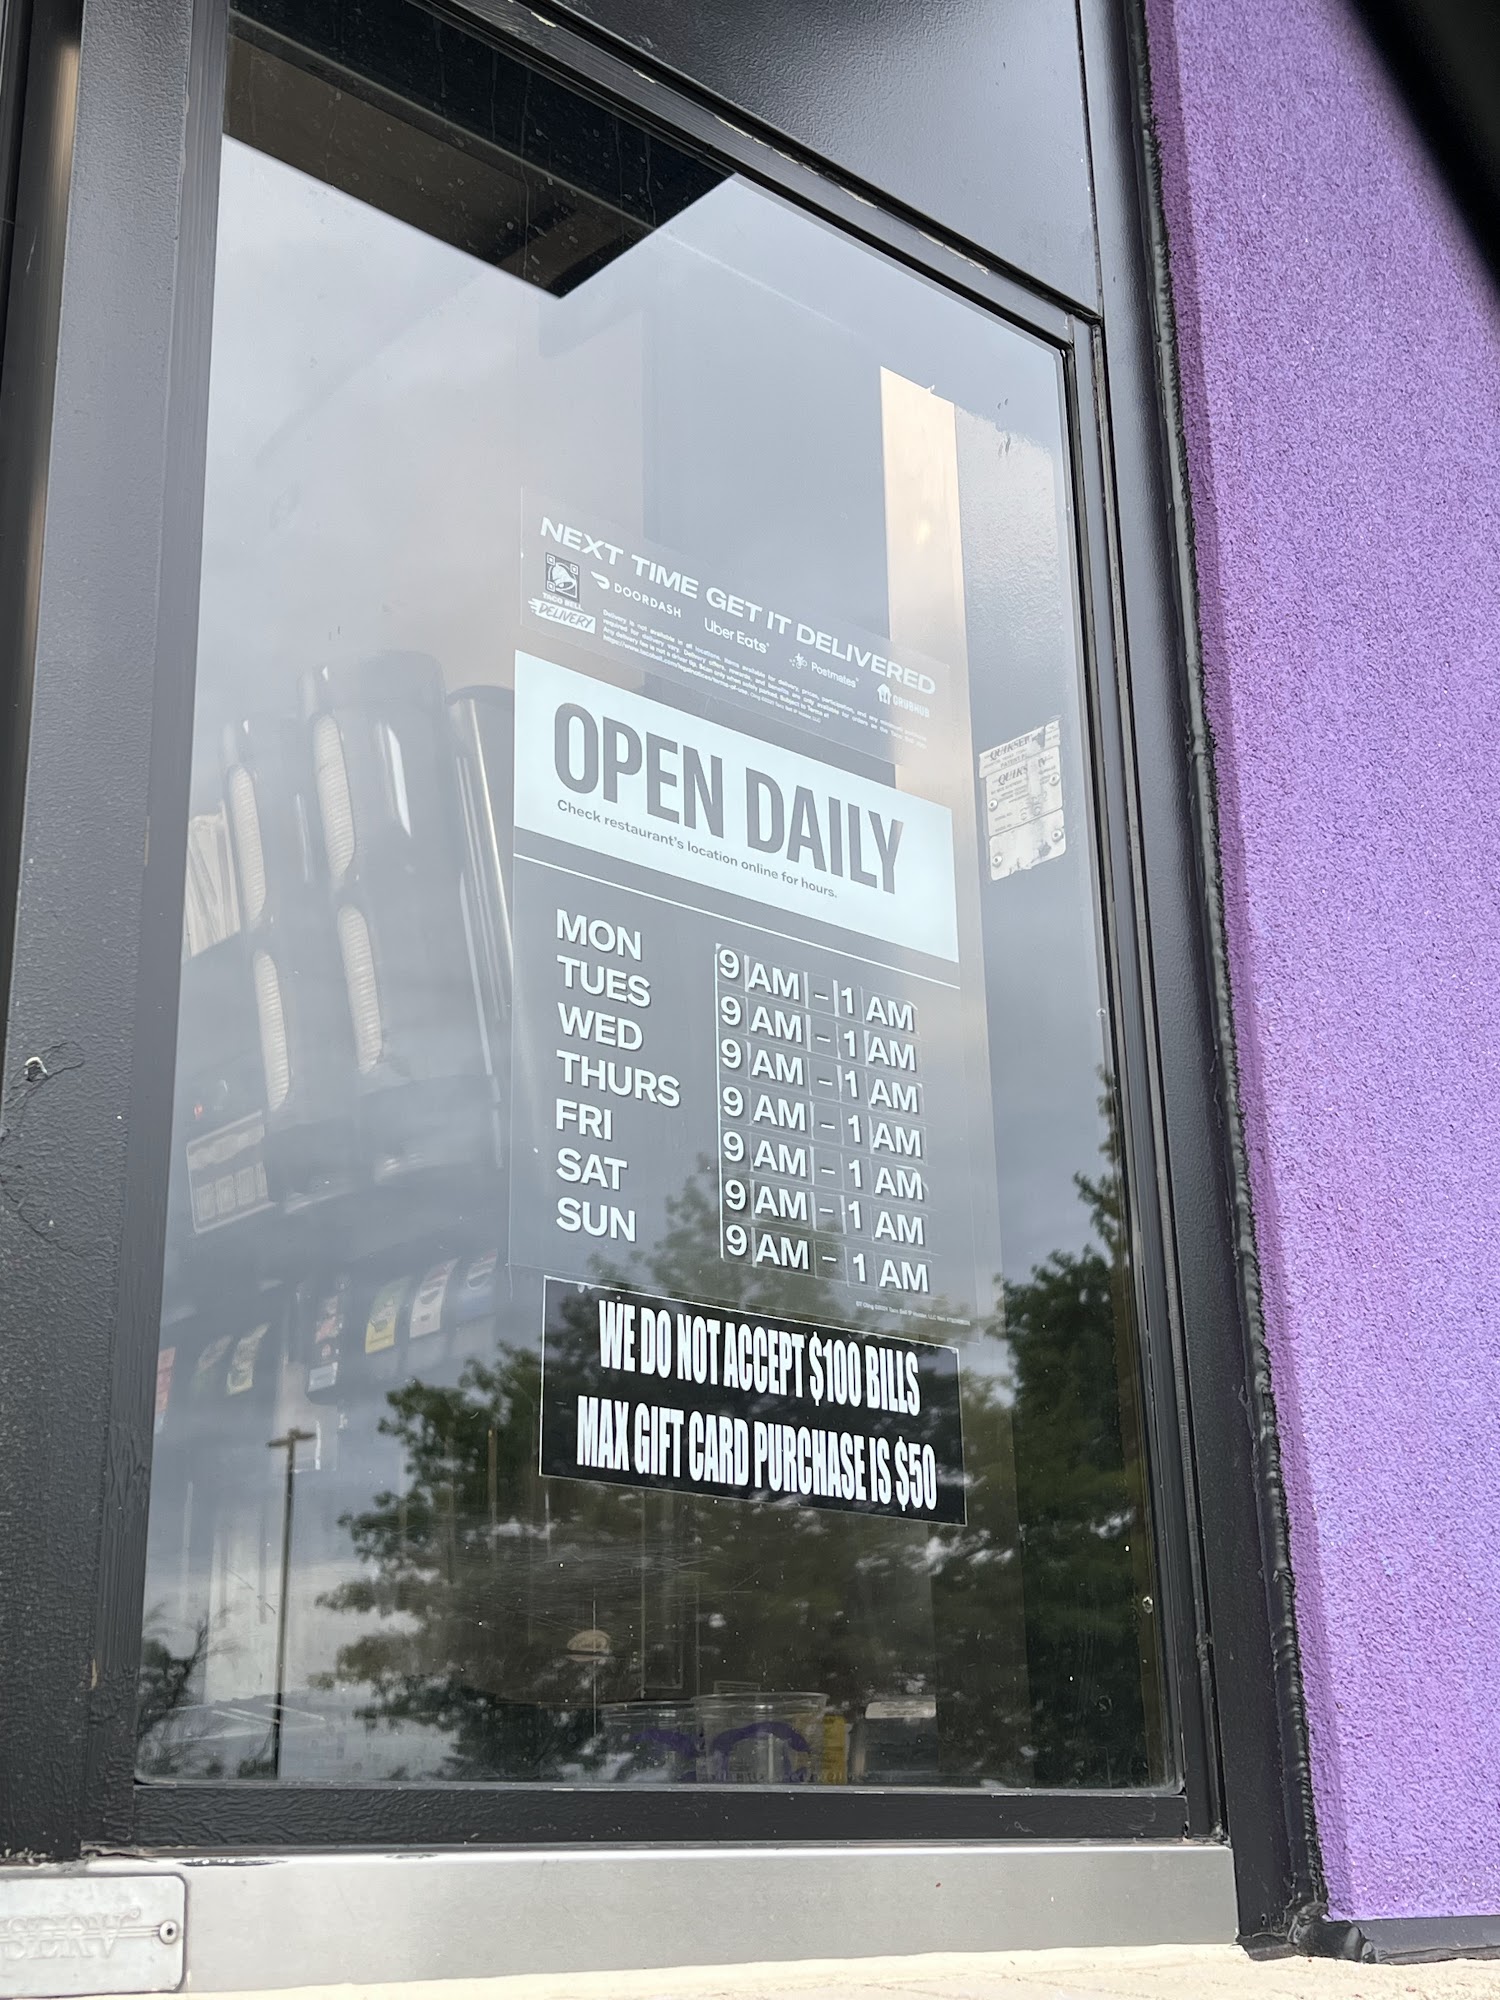 NEXT TIME GET IT DELIVERED
TACO BELL
DELIVERY
DOORDASH
Uber Eats
Postmates
GRUBHUB
OPEN DAILY
Check restaurant's location online for hours.
MON 9 AM - 1 AM
TUES 9 AM - 1 AM
WED 9 AM - 1 AM
THURS 9 AM - 1 AM
FRI 9 AM - 1 AM
SAT 9 AM - 1 AM
SUN 9 AM - 1 AM
WE DO NOT ACCEPT $100 BILLS
MAX GIFT CARD PURCHASE IS $50